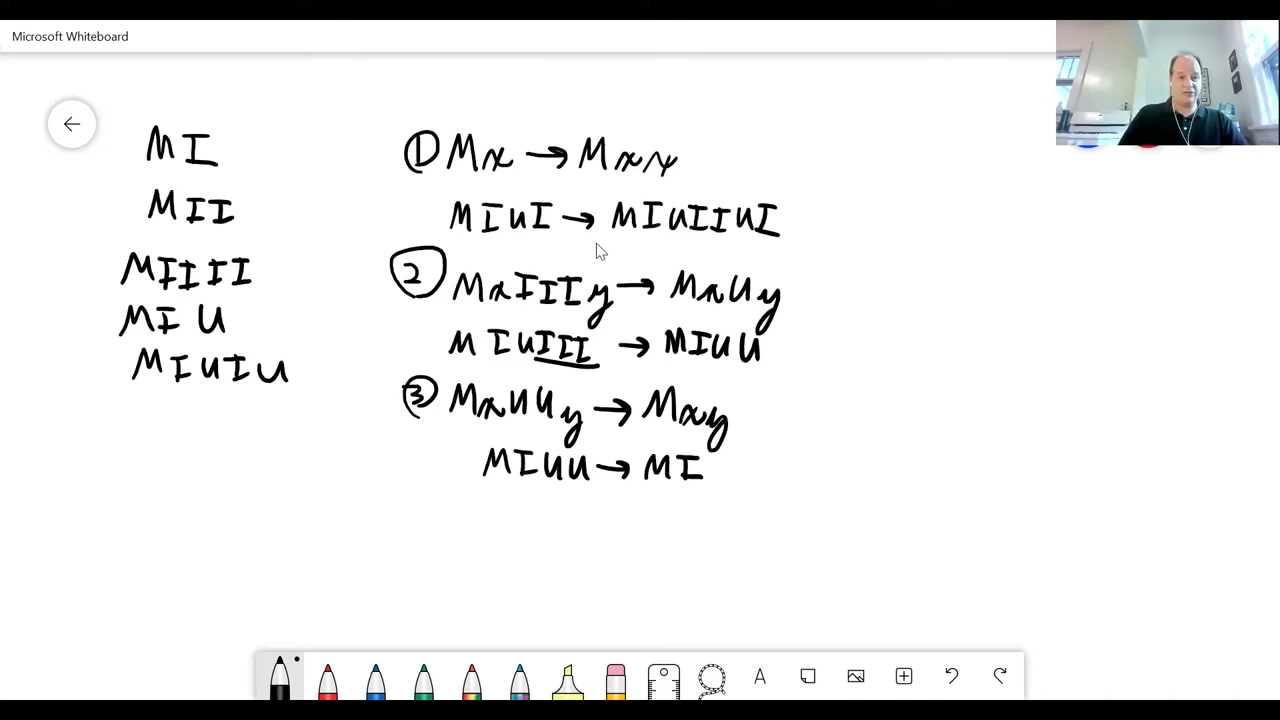 Microsoft Whiteboard
MI
MII
MIIII
MIU
MIUIU
① Mx → Mxx
MIUI → MIUIIUI
② MxIIIy → MxUy
MIUIII → MIUU
③ MxUUy → Mxy
MIUU → MI
A